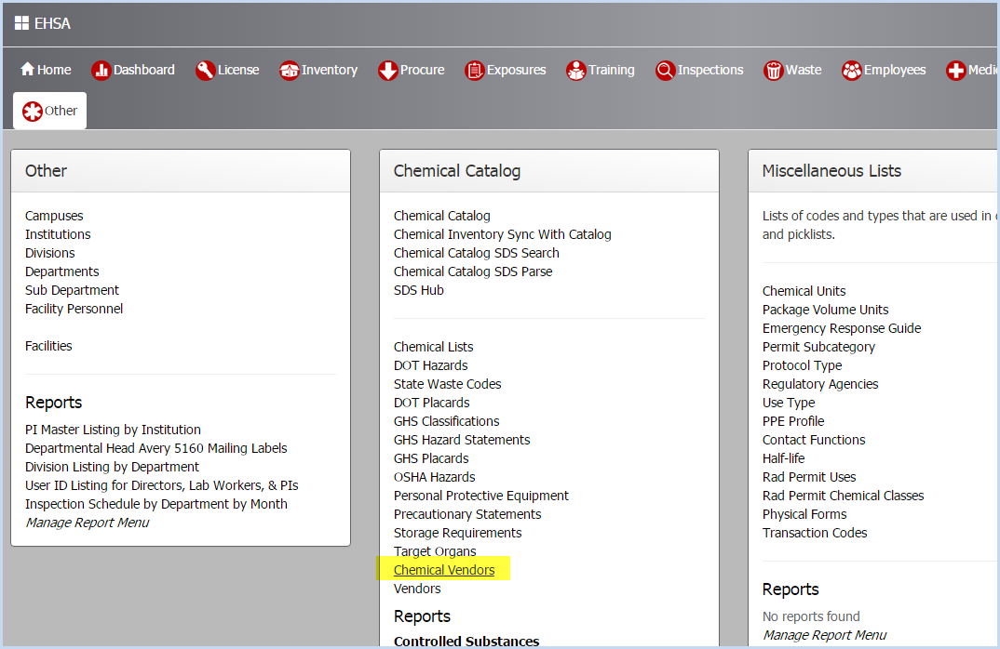 EHSA
Home Dashboard License Inventory Procure Exposures Training Inspections Waste Employees
Other
Other
Campuses
Institutions
Divisions
Departments
Sub Department
Facility Personnel
Facilities
Reports
PI Master Listing by Institution
Departmental Head Avery 5160 Mailing Labels
Division Listing by Department
User ID Listing for Directors, Lab Workers, & PIs
Inspection Schedule by Department by Month
Manage Report Menu
Chemical Catalog
Chemical Catalog
Chemical Inventory Sync With Catalog
Chemical Catalog SDS Search
Chemical Catalog SDS Parse
SDS Hub
Chemical Lists
DOT Hazards
State Waste Codes
DOT Placards
GHS Classifications
GHS Hazard Statements
GHS Placards
OSHA Hazards
Personal Protective Equipment
Precautionary Statements
Storage Requirements
Target Organs
Chemical Vendors
Vendors
Reports
Controlled Substances
Miscellaneous Lists
Lists of codes and types that are used in
and picklists.
Chemical Units
Package Volume Units
Emergency Response Guide
Permit Subcategory
Protocol Type
Regulatory Agencies
Use Type
PPE Profile
Contact Functions
Half-life
Rad Permit Uses
Rad Permit Chemical Classes
Physical Forms
Transaction Codes
Reports
No reports found
Manage Report Menu